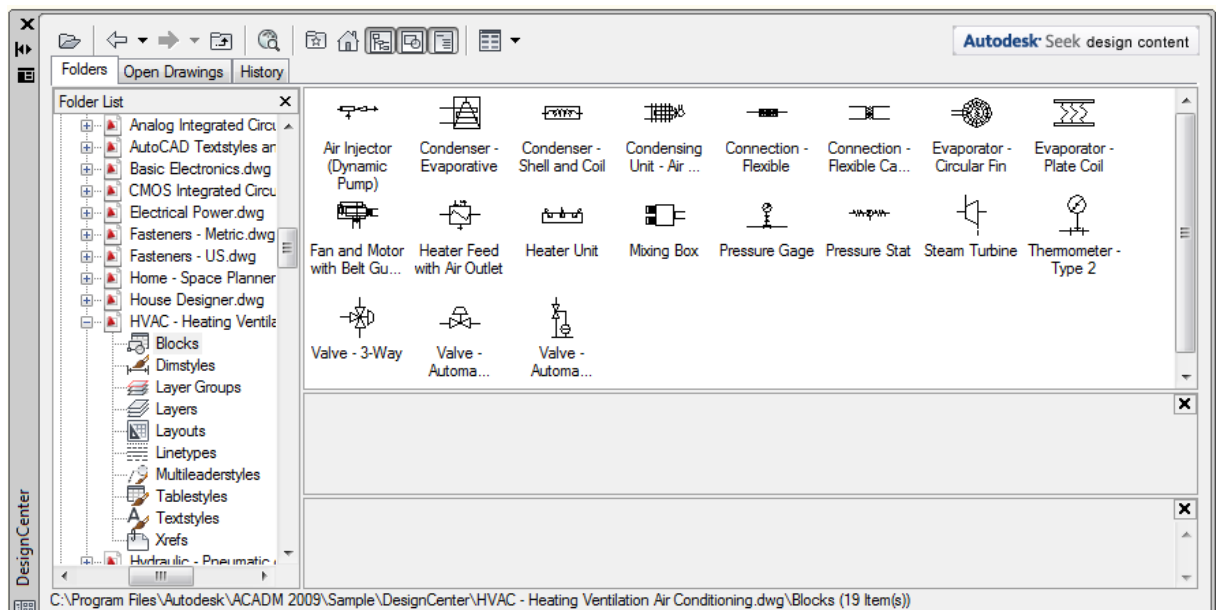 Autodesk Seek design content
Folders
Open Drawings
History
Folder List
Analog Integrated Circu
AutoCAD Textstyles an
Basic Electronics.dwg
CMOS Integrated Circu
Electrical Power.dwg
Fasteners - Metric.dwg
Fasteners - US.dwg
Home - Space Planner
House Designer.dwg
HVAC - Heating Ventila
Blocks
Dimstyles
Layer Groups
Layers
Layouts
Linetypes
Multileaderstyles
Tablestyles
Textstyles
Xrefs
Hydraulic - Pneumatic.
Air Injector
(Dynamic
Pump)
Condenser -
Evaporative
Condenser -
Shell and Coil
Condensing
Unit - Air ...
Connection -
Flexible
Connection -
Flexible Ca...
Evaporator -
Circular Fin
Evaporator -
Plate Coil
Fan and Motor
with Belt Gu...
Heater Feed
with Air Outlet
Heater Unit
Mixing Box
Pressure Gage
Pressure Stat
Steam Turbine
Thermometer -
Type 2
Valve - 3-Way
Valve -
Automa...
Valve -
Automa...
DesignCenter
C:\Program Files\Autodesk\ACADM 2009\Sample\DesignCenter\HVAC - Heating Ventilation Air Conditioning.dwg\Blocks (19 Item(s))